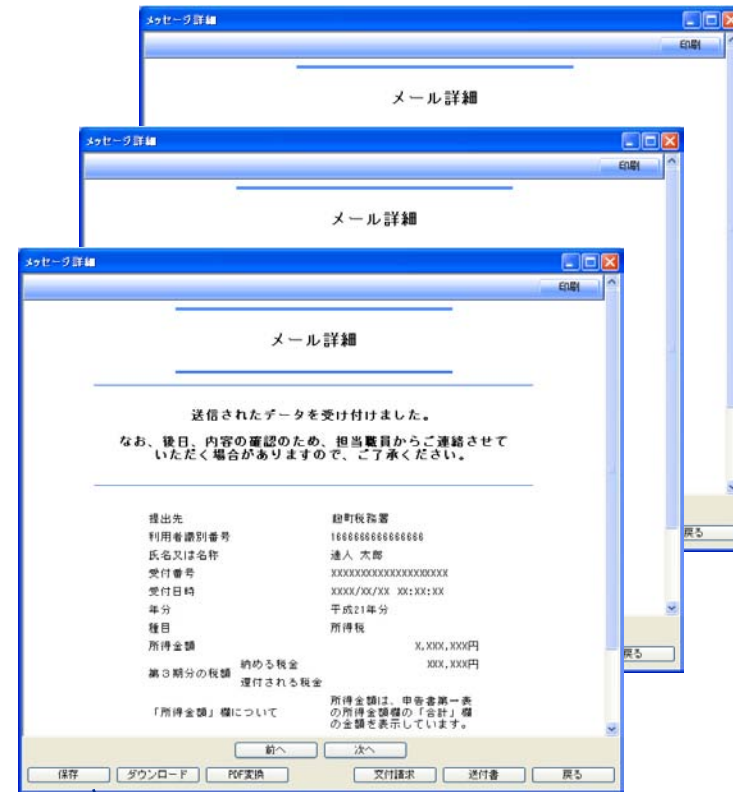 メッセージ詳細
印刷
メール詳細
メッセージ詳細
印刷
メール詳細
メッセージ詳細
印刷
メール詳細
送信されたデータを受け付けました。
なお、後日、内容の確認のため、担当職員からご連絡させて
いただく場合がありますので、ご了承ください。
提出先 麹町税務署
利用者識別番号 1666666666666666
氏名又は名称 達人 太郎
受付番号 XXXXXXXXXXXXXXXXXXXX
受付日時 XXXX/XX/XX XX:XX:XX
年分 平成21年分
種目 所得税
所得金額 X,XXX,XXX円
第3期分の税額 納める税金 XXX,XXX円
還付される税金
「所得金額」欄について 所得金額は、申告書第一表
の所得金額欄の「合計」欄
の金額を表示しています。
前へ 次へ
保存 ダウンロード PDF変換 交付請求 送付書 戻る
戻る
戻る